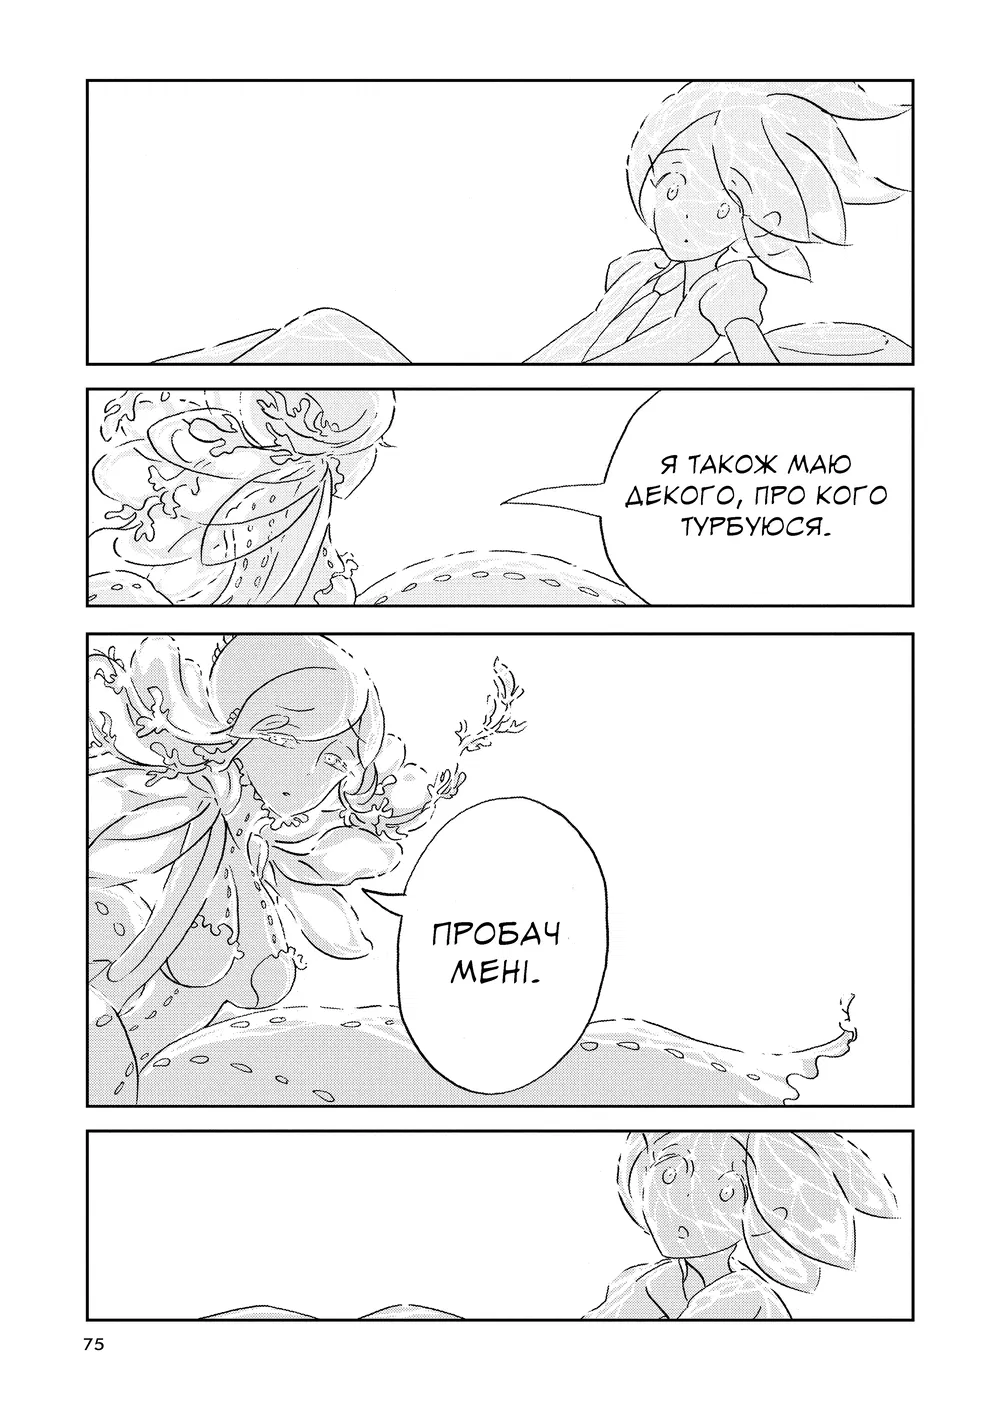 Я ТАКОЖ МАЮ
ДЕКОГО, ПРО КОГО
ТУРБУЮСЯ.
ПРОБАЧ
МЕНІ.
75